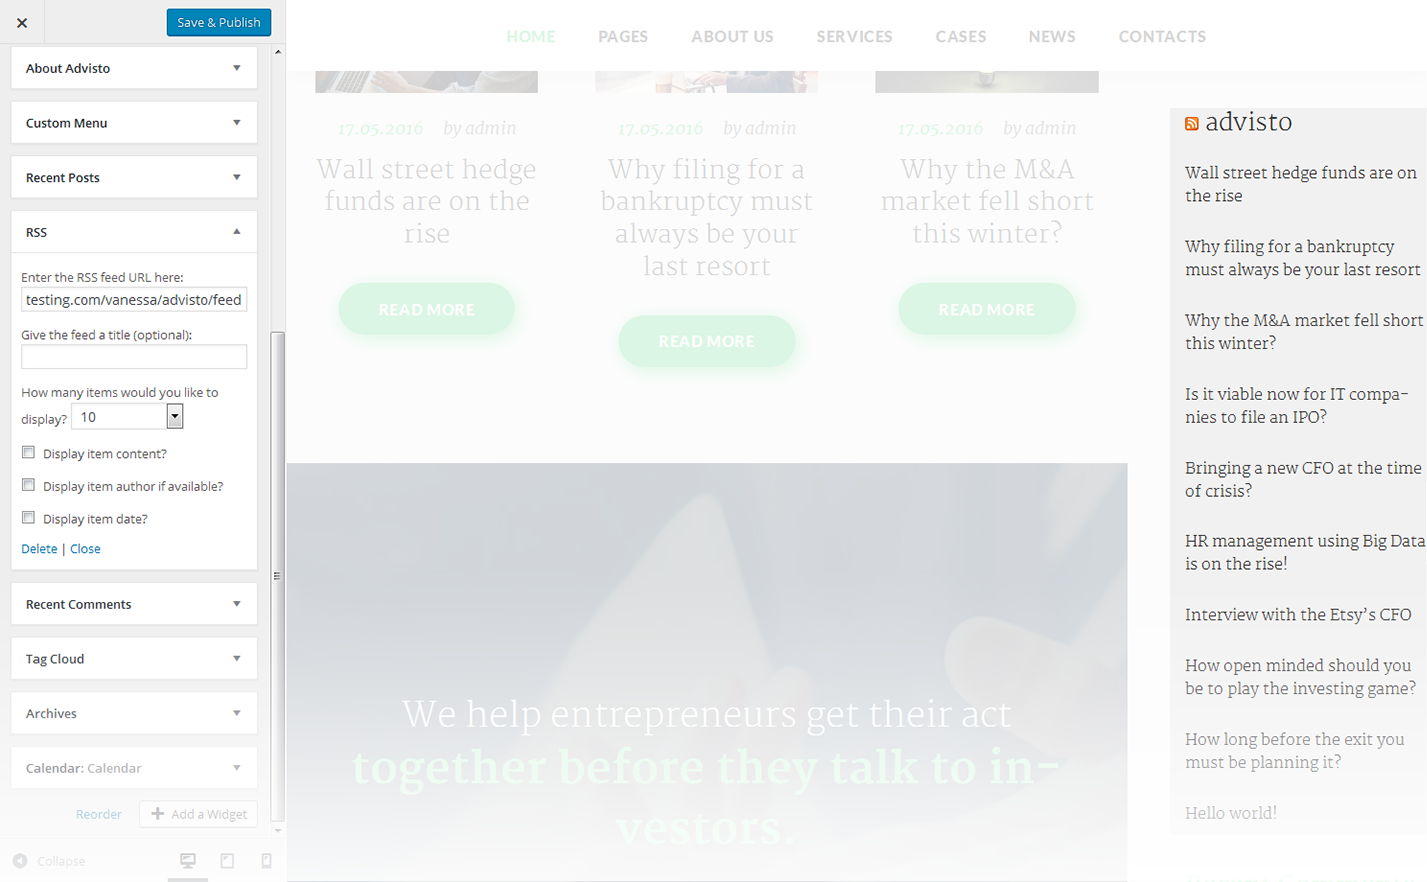 Save & Publish
About Advisto
Custom Menu
Recent Posts
RSS
Enter the RSS feed URL here:
testing.com/vanessa/advisto/feed
Give the feed a title (optional):
How many items would you like to
display? 10
Display item content?
Display item author if available?
Display item date?
Delete | Close
Recent Comments
Tag Cloud
Archives
Calendar: Calendar
Reorder
Add a Widget
Collapse
HOME PAGES ABOUT US SERVICES CASES NEWS CONTACTS
17.05.2016 by admin
Wall street hedge
funds are on the
rise
READ MORE
17.05.2016 by admin
Why filing for a
bankruptcy must
always be your
last resort
READ MORE
17.05.2016 by admin
Why the M&A
market fell short
this winter?
READ MORE
We help entrepreneurs get their act
together before they talk to in-
vestors.
advisto
Wall street hedge funds are on
the rise
Why filing for a bankruptcy
must always be your last resort
Why the M&A market fell short
this winter?
Is it viable now for IT compa-
nies to file an IPO?
Bringing a new CFO at the time
of crisis?
HR management using Big Data
is on the rise!
Interview with the Etsy's CFO
How open minded should you
be to play the investing game?
How long before the exit you
must be planning it?
Hello world!